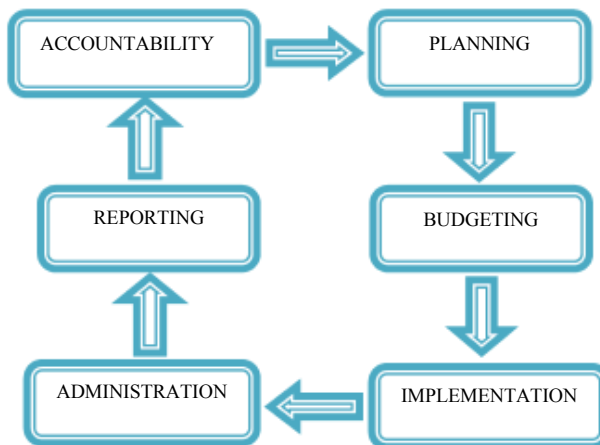 ACCOUNTABILITY
PLANNING
REPORTING
BUDGETING
ADMINISTRATION
IMPLEMENTATION